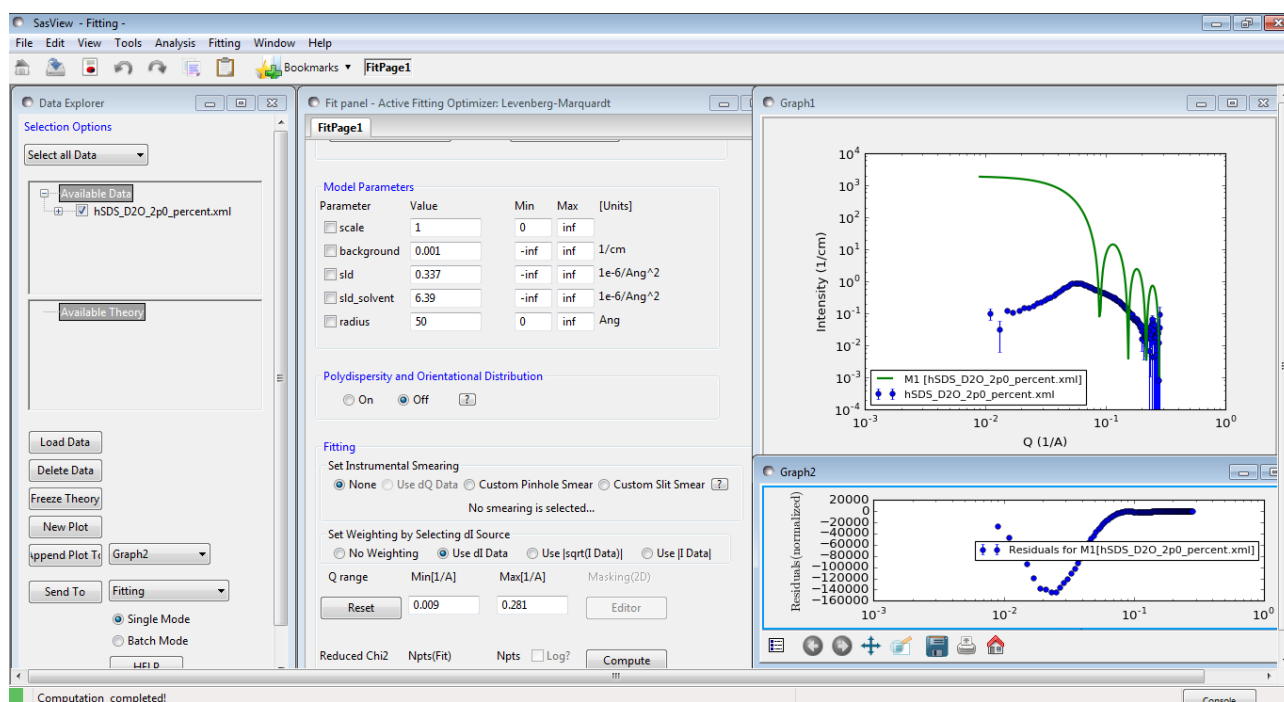 SasView - Fitting -
File Edit View Tools Analysis Fitting Window Help
Bookmarks ▼ FitPage1
Data Explorer
Selection Options
Select all Data
Available Data
hSDS_D2O_2p0_percent.xml
Available Theory
Load Data
Delete Data
Freeze Theory
New Plot
Append Plot To Graph2
Send To Fitting
Single Mode
Batch Mode
HELP
Fit panel - Active Fitting Optimizer: Levenberg-Marquardt
FitPage1
Model Parameters
Parameter Value Min Max [Units]
scale 1 0 inf
background 0.001 -inf inf 1/cm
sld 0.337 -inf inf 1e-6/Ang^2
sld_solvent 6.39 -inf inf 1e-6/Ang^2
radius 50 0 inf Ang
Polydispersity and Orientational Distribution
On Off ?
Fitting
Set Instrumental Smearing
None Use dQ Data Custom Pinhole Smear Custom Slit Smear ?
No smearing is selected...
Set Weighting by Selecting dI Source
No Weighting Use dI Data Use |sqrt(I Data)| Use |I Data|
Q range Min[1/A] Max[1/A] Masking(2D)
Reset 0.009 0.281 Editor
Reduced Chi2 Npts(Fit) Npts Log? Compute
Graph1
10^4
10^3
10^2
10^1
10^0
10^-1
10^-2
10^-3
10^-4
Intensity (1/cm)
M1 [hSDS_D2O_2p0_percent.xml]
hSDS_D2O_2p0_percent.xml
10^-3 10^-2 10^-1 10^0
Q (1/A)
Graph2
20000
0
−20000
−40000
−60000
−80000
−100000
−120000
−140000
−160000
Residuals(normalized)
Residuals for M1[hSDS_D2O_2p0_percent.xml]
10^-3 10^-2 10^-1 10^0
Computation completed!
Console